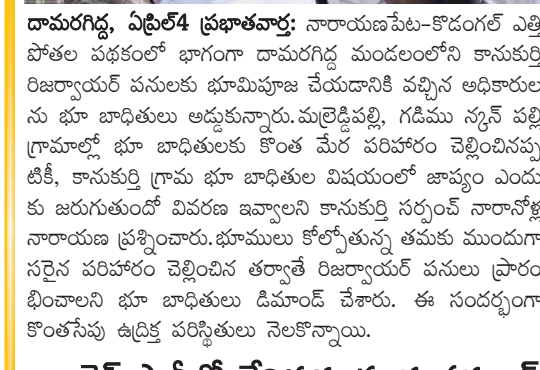 దామరగిద్ద, ఏప్రిల్4 ప్రభాతవార్త: నారాయణపేట-కొడంగల్ ఎత్తి
పోతల పథకంలో భాగంగా దామరగిద్ద మండలంలోని కానుకుర్తి
రిజర్వాయర్ పనులకు భూమిపూజ చేయడానికి వచ్చిన అధికారుల
ను భూ బాధితులు అడ్డుకున్నారు.మల్రెడ్డిపల్లి, గడిము న్కన్ పల్లి
గ్రామాల్లో భూ బాధితులకు కొంత మేర పరిహారం చెల్లించినప్ప
టికీ, కానుకుర్తి గ్రామ భూ బాధితుల విషయంలో జాప్యం ఎందు
కు జరుగుతుందో వివరణ ఇవ్వాలని కానుకుర్తి సర్పంచ్ నారానోళ్ల
నారాయణ ప్రశ్నించారు.భూములు కోల్పోతున్న తమకు ముందుగా
సరైన పరిహారం చెల్లించిన తర్వాతే రిజర్వాయర్ పనులు ప్రారం
భించాలని భూ బాధితులు డిమాండ్ చేశారు. ఈ సందర్భంగా
కొంతసేపు ఉద్రిక్త పరిస్థితులు నెలకొన్నాయి.